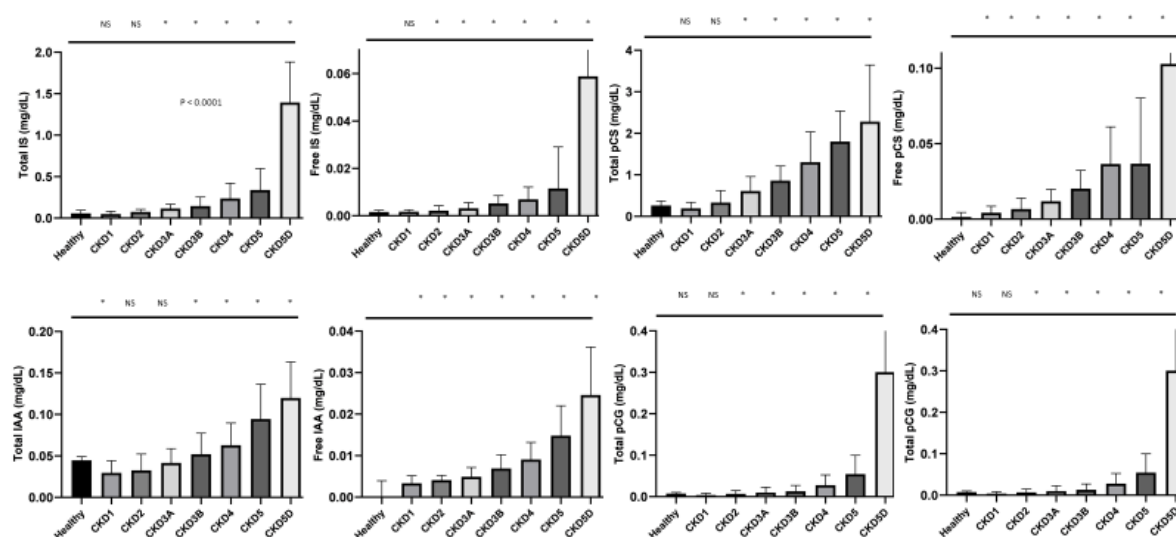 NS NS * * * * *
Total IS (mg/dL)
2.0
1.5
1.0
0.5
0.0
P < 0.0001
Healthy CKD1 CKD2 CKD3A CKD3B CKD4 CKD5 CKD5D
NS * * * * * *
Free IS (mg/dL)
0.06
0.04
0.02
0.00
Healthy CKD1 CKD2 CKD3A CKD3B CKD4 CKD5 CKD5D
NS NS * * * * *
Total pCS (mg/dL)
4
2
0
Healthy CKD1 CKD2 CKD3A CKD3B CKD4 CKD5 CKD5D
* * * * * * *
Free pCS (mg/dL)
0.10
0.05
0.00
Healthy CKD1 CKD2 CKD3A CKD3B CKD4 CKD5 CKD5D
* NS NS * * * *
Total IAA (mg/dL)
0.20
0.15
0.10
0.05
0.00
Healthy CKD1 CKD2 CKD3A CKD3B CKD4 CKD5 CKD5D
* * * * * * *
Free IAA (mg/dL)
0.04
0.03
0.02
0.01
0.00
Healthy CKD1 CKD2 CKD3A CKD3B CKD4 CKD5 CKD5D
NS NS * * * * *
Total pCG (mg/dL)
0.4
0.3
0.2
0.1
0.0
Healthy CKD1 CKD2 CKD3A CKD3B CKD4 CKD5 CKD5D
NS NS * * * * *
Total pCG (mg/dL)
0.4
0.3
0.2
0.1
0.0
Healthy CKD1 CKD2 CKD3A CKD3B CKD4 CKD5 CKD5D